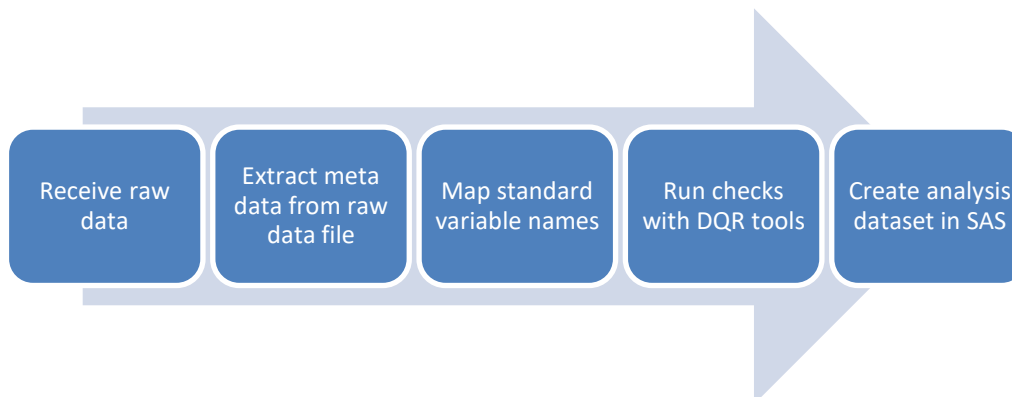 Receive raw
data
Extract meta
data from raw
data file
Map standard
variable names
Run checks
with DQR tools
Create analysis
dataset in SAS